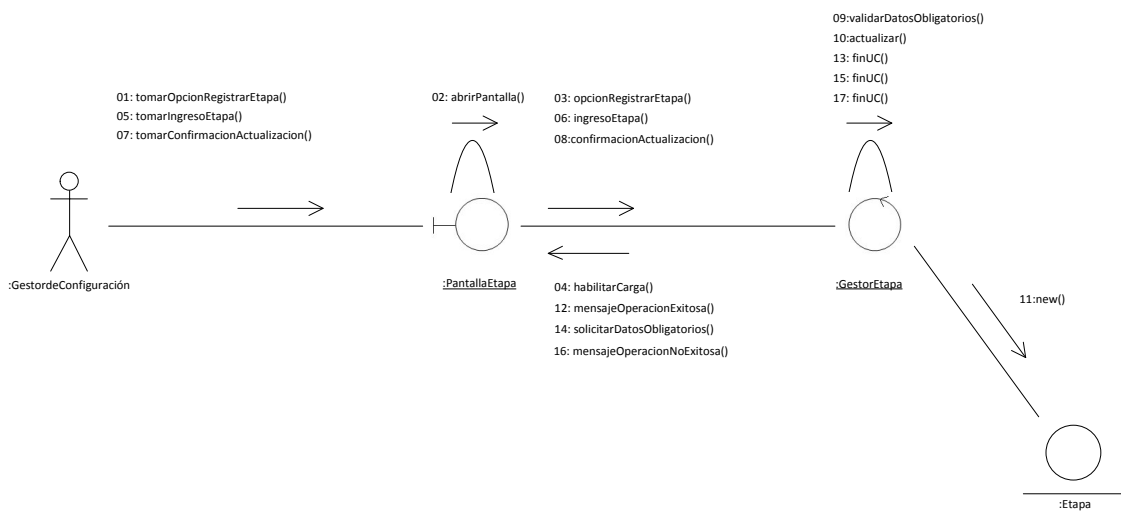 09:validarDatosObligatorios()
10:actualizar()
13: finUC()
15: finUC()
17: finUC()
01: tomarOpcionRegistrarEtapa()
05: tomarIngresoEtapa()
07: tomarConfirmacionActualizacion()
02: abrirPantalla()
03: opcionRegistrarEtapa()
06: ingresoEtapa()
08:confirmacionActualizacion()
:GestordeConfiguración
:PantallaEtapa
:GestorEtapa
04: habilitarCarga()
12: mensajeOperacionExitosa()
14: solicitarDatosObligatorios()
16: mensajeOperacionNoExitosa()
11:new()
:Etapa